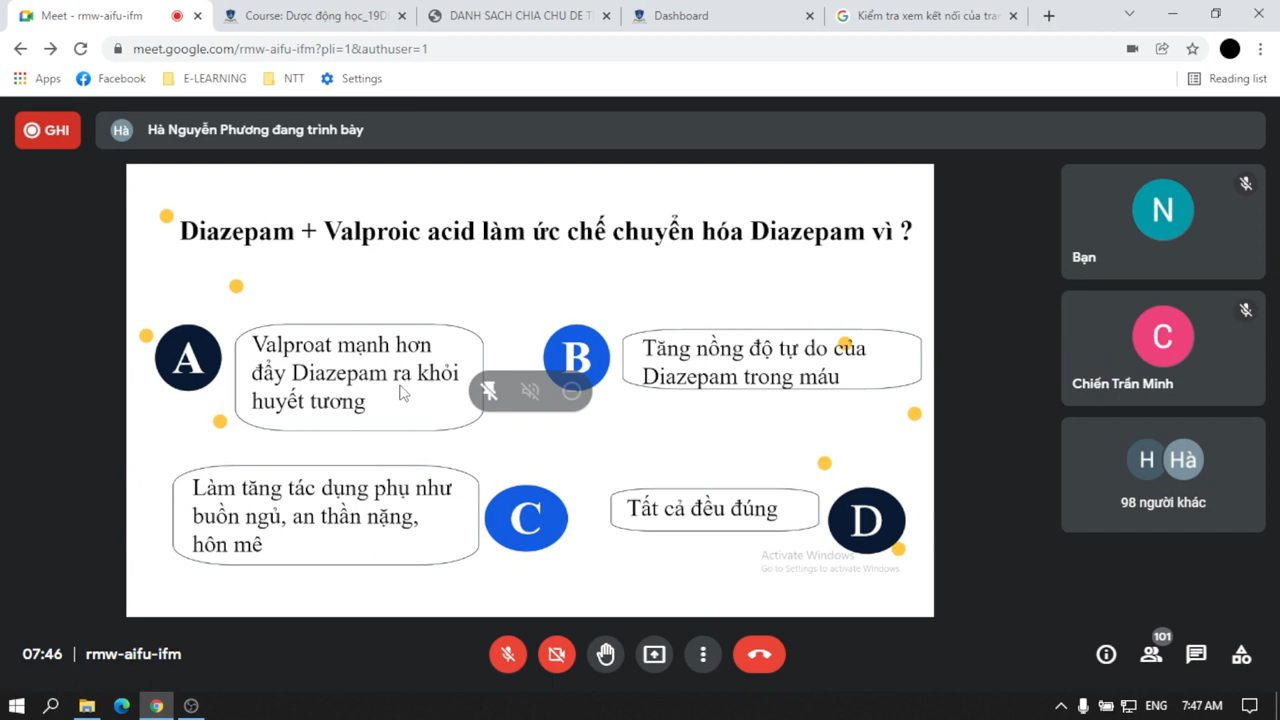 Meet - rmw-aifu-ifm
Course: Dược động học_19D
DANH SACH CHIA CHU DE T
Dashboard
Kiểm tra xem kết nối của tran
meet.google.com/rmw-aifu-ifm?pli=1&authuser=1
Apps
Facebook
E-LEARNING
NTT
Settings
Reading list
GHI
Hà
Hà Nguyễn Phương đang trình bày
Diazepam + Valproic acid làm ức chế chuyển hóa Diazepam vì ?
A
Valproat mạnh hơn
đẩy Diazepam ra khỏi
huyết tương
B
Tăng nồng độ tự do của
Diazepam trong máu
Làm tăng tác dụng phụ như
buồn ngủ, an thần nặng,
hôn mê
C
Tất cả đều đúng
D
Activate Windows
Go to Settings to activate Windows.
N
Bạn
C
Chiến Trần Minh
H
Hà
98 người khác
07:46 | rmw-aifu-ifm
101
ENG
7:47 AM